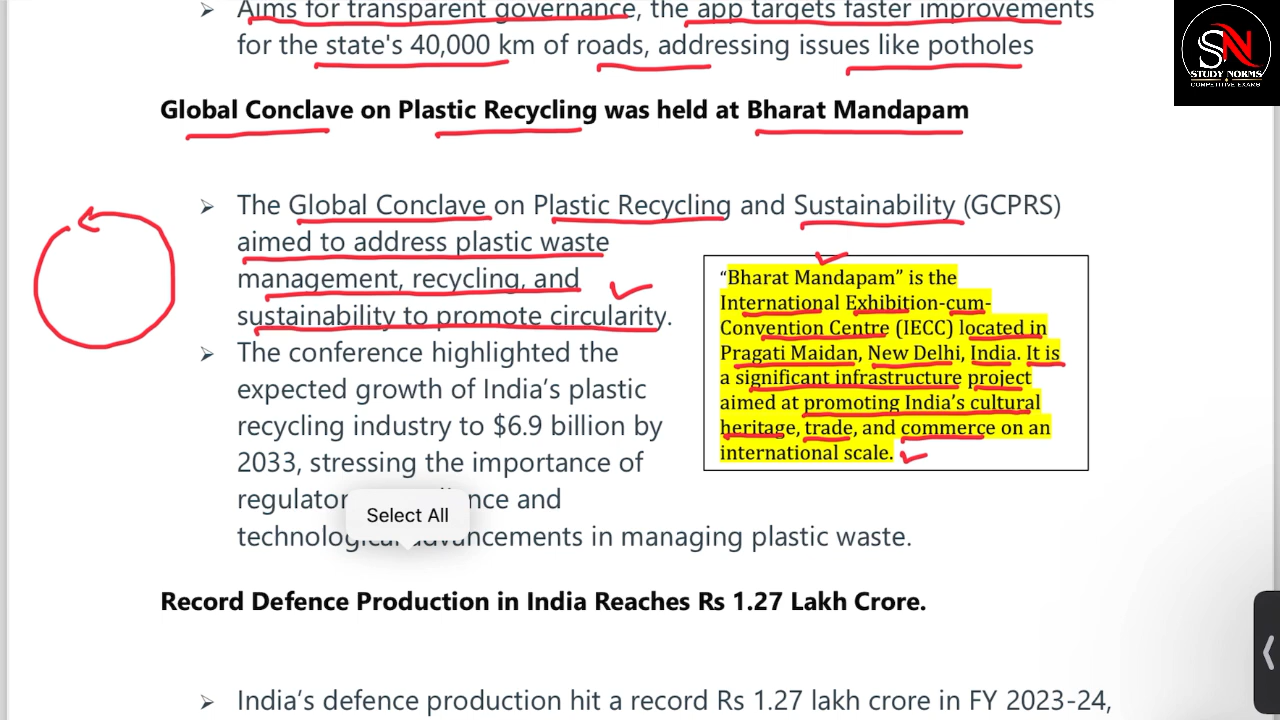 Aims for transparent governance, the app targets faster improvements
for the state's 40,000 km of roads, addressing issues like potholes
SN
STUDY NORMS
COMPETITIVE EXAMS
Global Conclave on Plastic Recycling was held at Bharat Mandapam
The Global Conclave on Plastic Recycling and Sustainability (GCPRS)
aimed to address plastic waste
management, recycling, and
sustainability to promote circularity.
The conference highlighted the
expected growth of India’s plastic
recycling industry to $6.9 billion by
2033, stressing the importance of
and
technological advancements in managing plastic waste.
Select All
“Bharat Mandapam” is the
International Exhibition-cum-
Convention Centre (IECC) located in
Pragati Maidan, New Delhi, India. It is
a significant infrastructure project
aimed at promoting India’s cultural
heritage, trade, and commerce on an
international scale.
Record Defence Production in India Reaches Rs 1.27 Lakh Crore.
India’s defence production hit a record Rs 1.27 lakh crore in FY 2023-24,